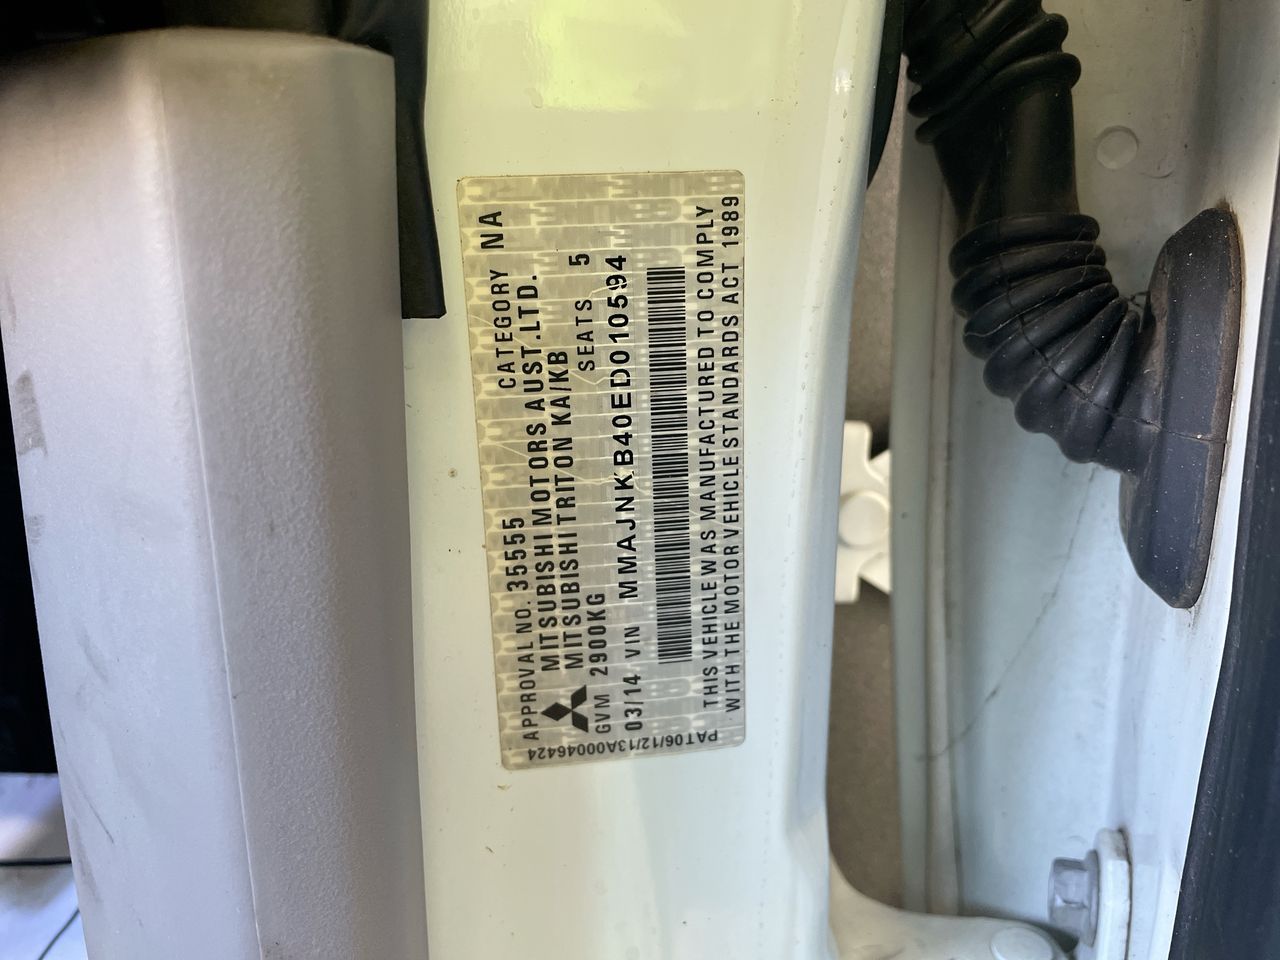 APPROVAL NO. 35555 CATEGORY NA
MITSUBISHI MOTORS AUST.LTD.
MITSUBISHI TRITON KA/KB
GVM 2900KG SEATS 5
03/14 VIN MMAJNKB40ED010594
THIS VEHICLE WAS MANUFACTURED TO COMPLY
WITH THE MOTOR VEHICLE STANDARDS ACT 1989
PAT06/12/13A00046424